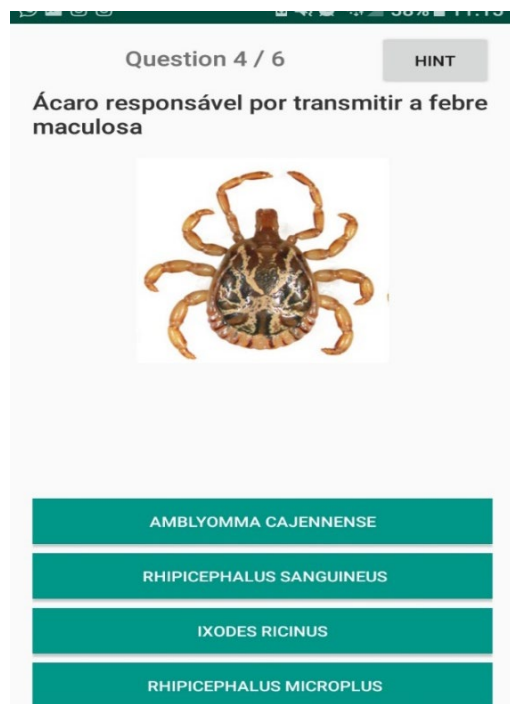 Question 4 / 6
HINT
Ácaro responsável por transmitir a febre
maculosa
AMBLYOMMA CAJENNENSE
RHIPICEPHALUS SANGUINEUS
IXODES RICINUS
RHIPICEPHALUS MICROPLUS